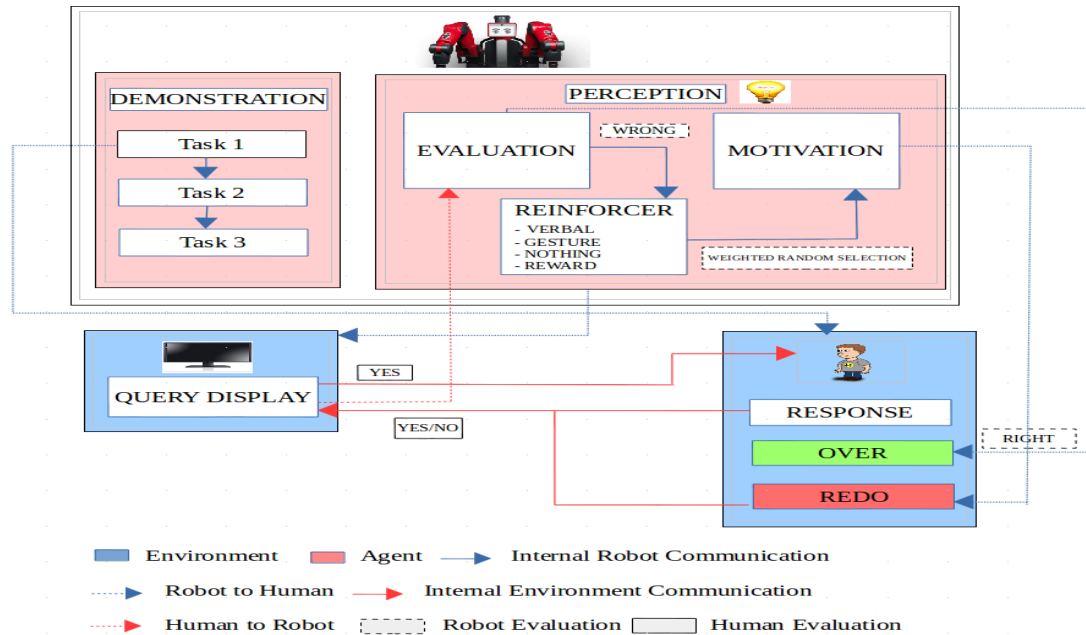 DEMONSTRATION
Task 1
Task 2
Task 3
PERCEPTION
EVALUATION
WRONG
MOTIVATION
REINFORCER
- VERBAL
- GESTURE
- NOTHING
- REWARD
WEIGHTED RANDOM SELECTION
QUERY DISPLAY
YES
YES/NO
RESPONSE
OVER
REDO
RIGHT
Environment Agent Internal Robot Communication
Robot to Human Internal Environment Communication
Human to Robot Robot Evaluation Human Evaluation